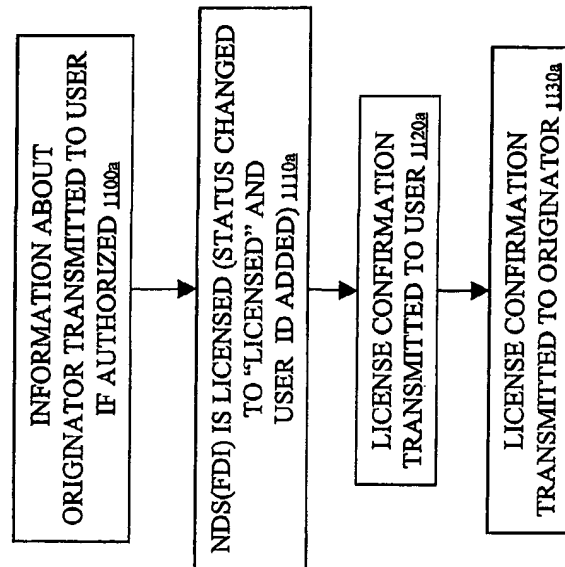 INFORMATION ABOUT
ORIGINATOR TRANSMITTED TO USER
IF AUTHORIZED 1100a
NDS(FDI) IS LICENSED (STATUS CHANGED
TO "LICENSED" AND
USER ID ADDED) 1110a
LICENSE CONFIRMATION
TRANSMITTED TO USER 1120a
LICENSE CONFIRMATION
TRANSMITTED TO ORIGINATOR 1130a